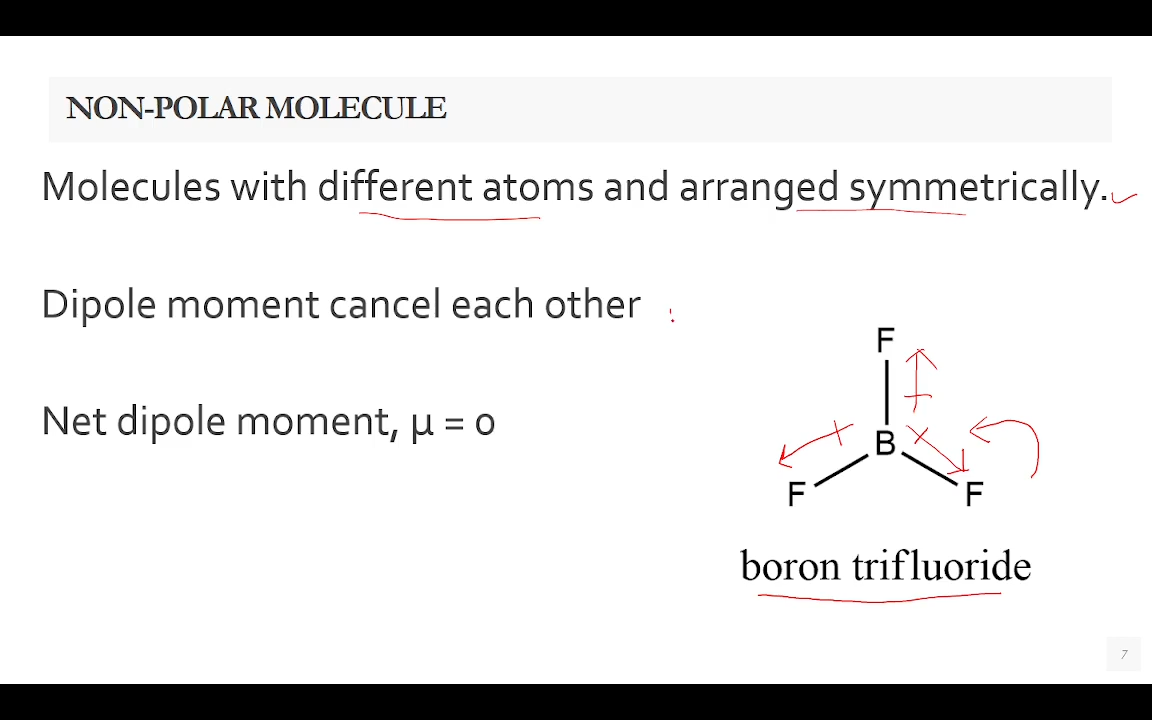 NON-POLAR MOLECULE
Molecules with different atoms and arranged symmetrically.
Dipole moment cancel each other
Net dipole moment, μ = 0
F
B
F F
boron trifluoride
7